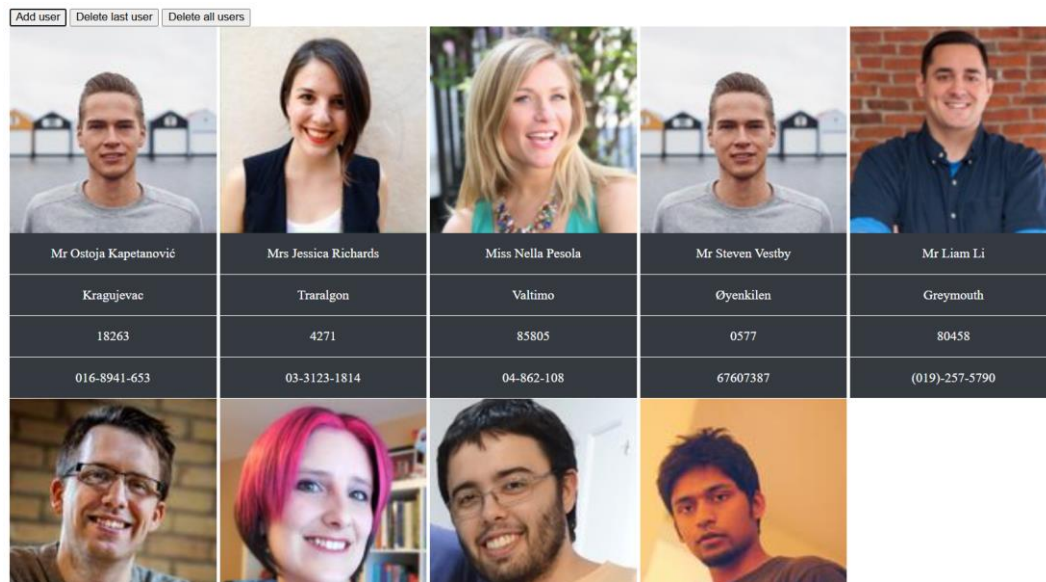 Add user Delete last user Delete all users
Mr Ostoja Kapetanović Mrs Jessica Richards Miss Nella Pesola Mr Steven Vestby Mr Liam Li
Kragujevac Traralgon Valtimo Øyenkilen Greymouth
18263 4271 85805 0577 80458
016-8941-653 03-3123-1814 04-862-108 67607387 (019)-257-5790